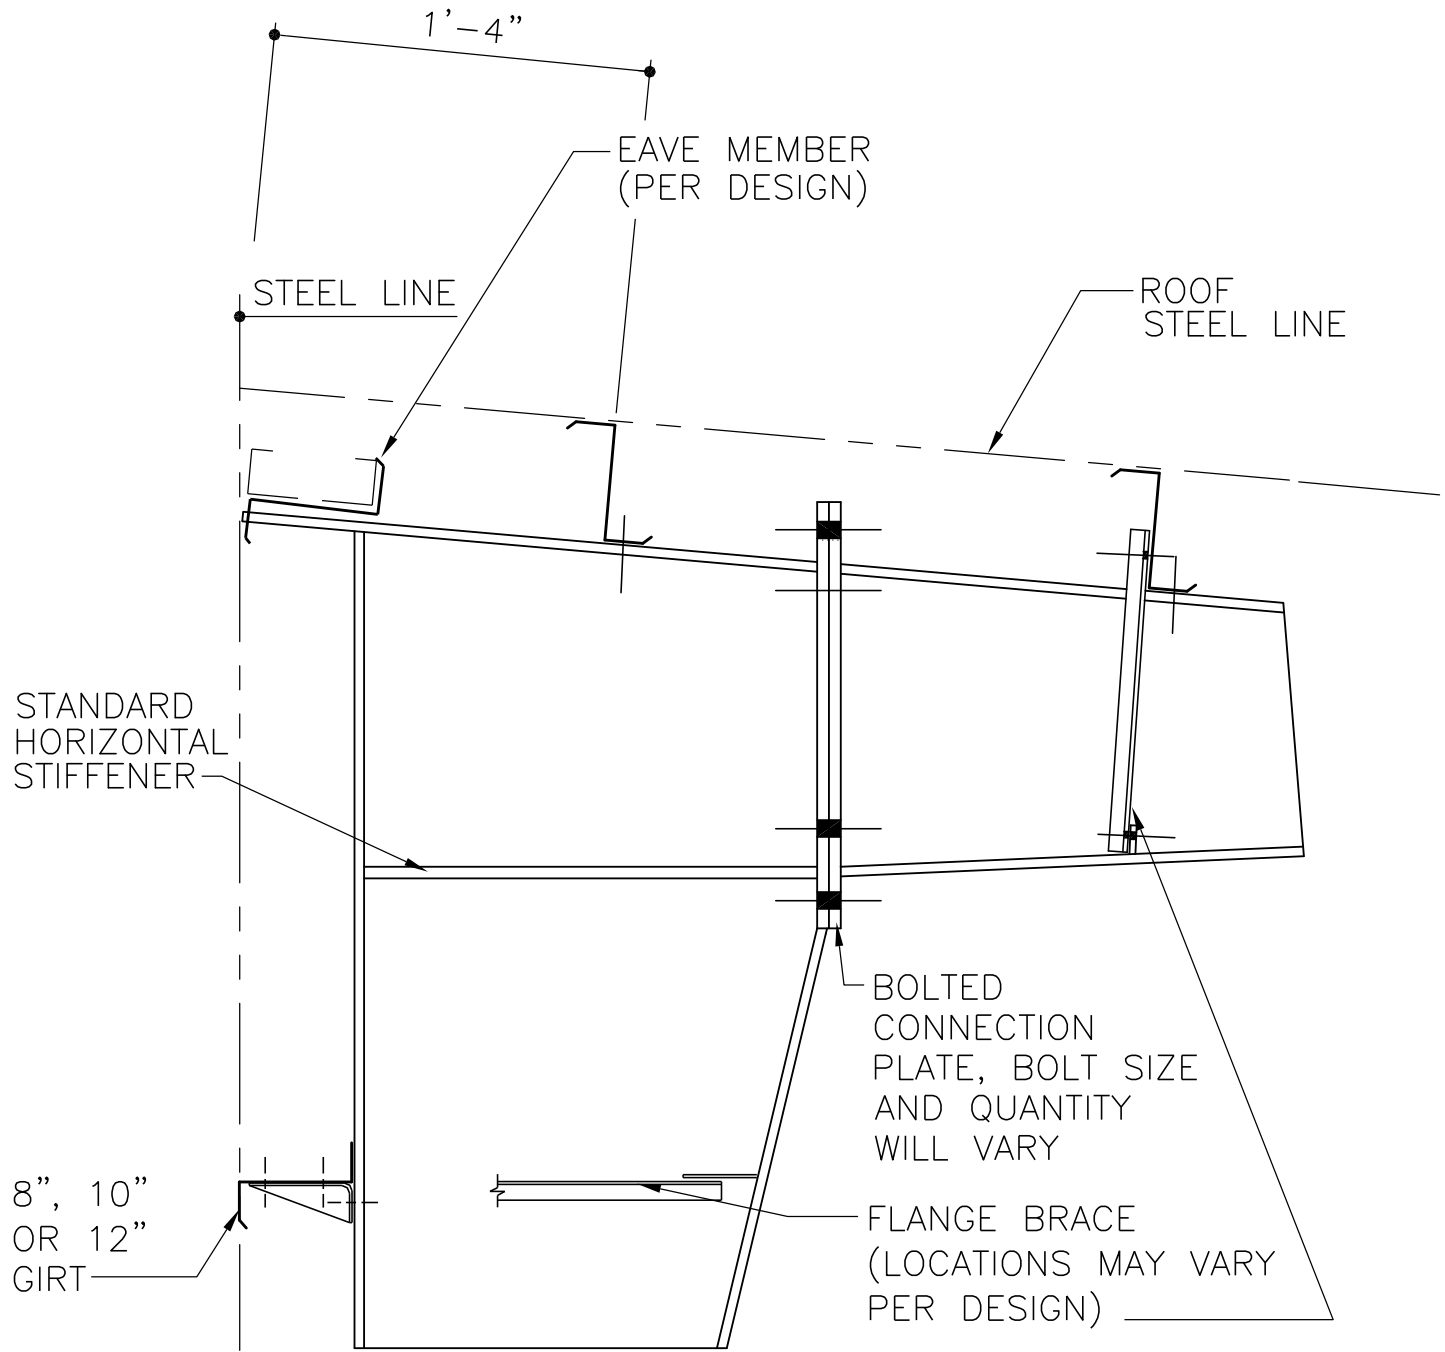 1’-4”
EAVE MEMBER
(PER DESIGN)
STEEL LINE
ROOF
STEEL LINE
STANDARD
HORIZONTAL
STIFFENER
BOLTED
CONNECTION
PLATE, BOLT SIZE
AND QUANTITY
WILL VARY
8”, 10”
OR 12”
GIRT
FLANGE BRACE
(LOCATIONS MAY VARY
PER DESIGN)